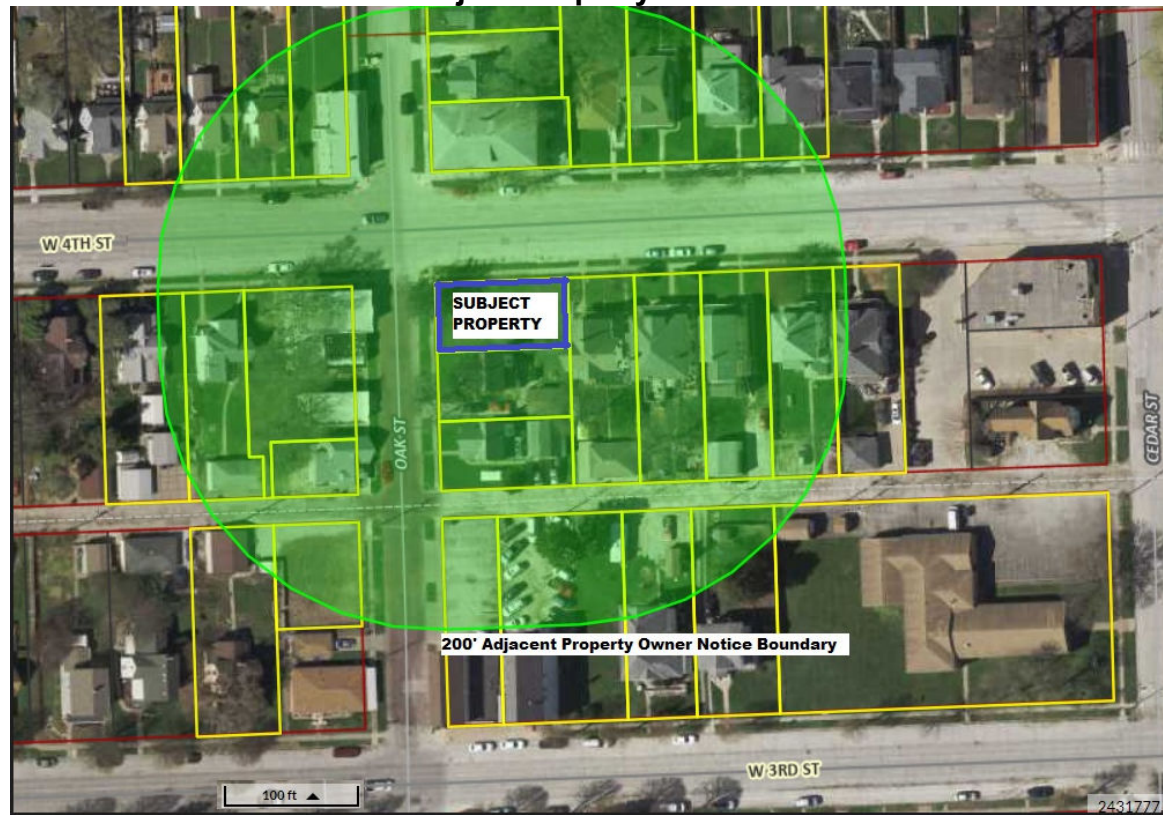 W 4TH ST
SUBJECT
PROPERTY
OAK ST
CEDAR ST
200' Adjacent Property Owner Notice Boundary
W 3RD ST
100 ft
2431777